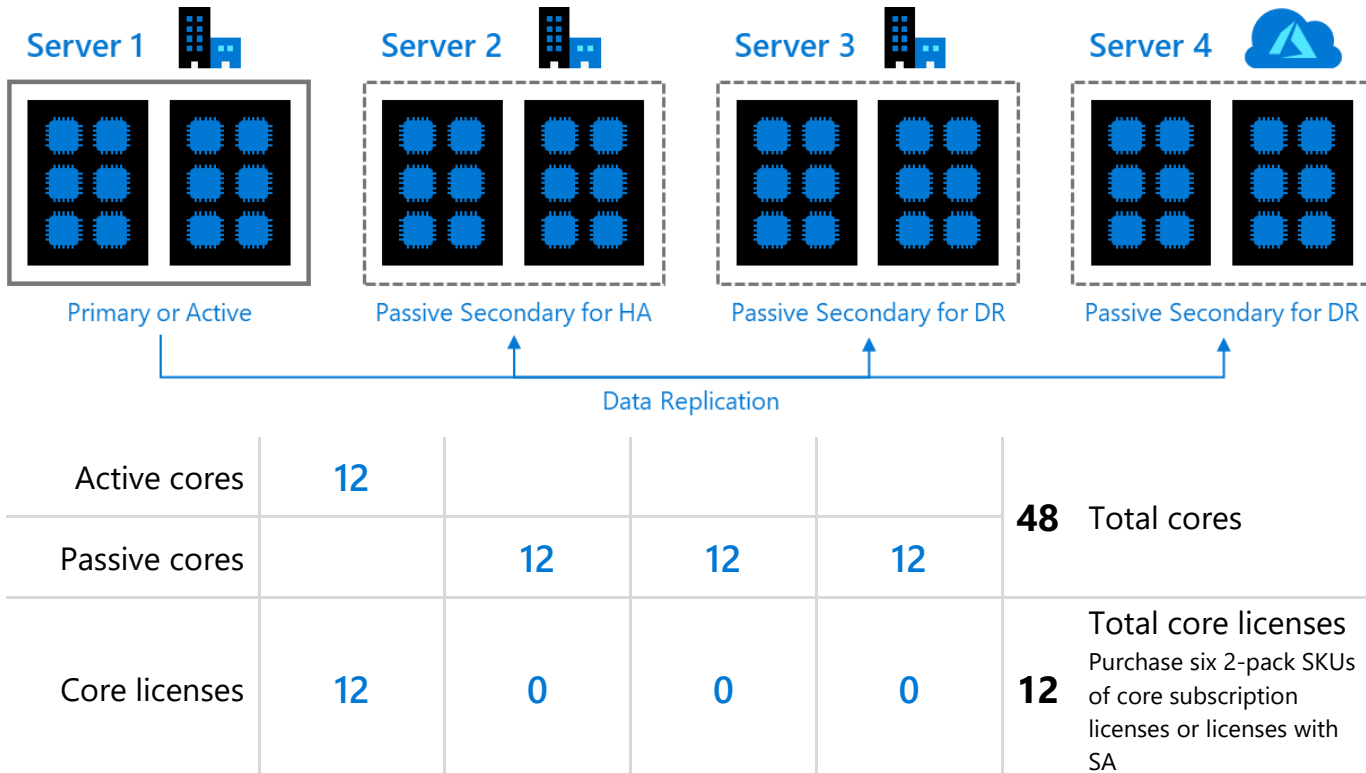 Server 1
Server 2
Server 3
Server 4
Primary or Active
Passive Secondary for HA
Passive Secondary for DR
Passive Secondary for DR
Data Replication
Active cores 12
Passive cores 12 12 12
48 Total cores
Core licenses 12 0 0 0 12
Total core licenses
Purchase six 2-pack SKUs
of core subscription
licenses or licenses with
SA